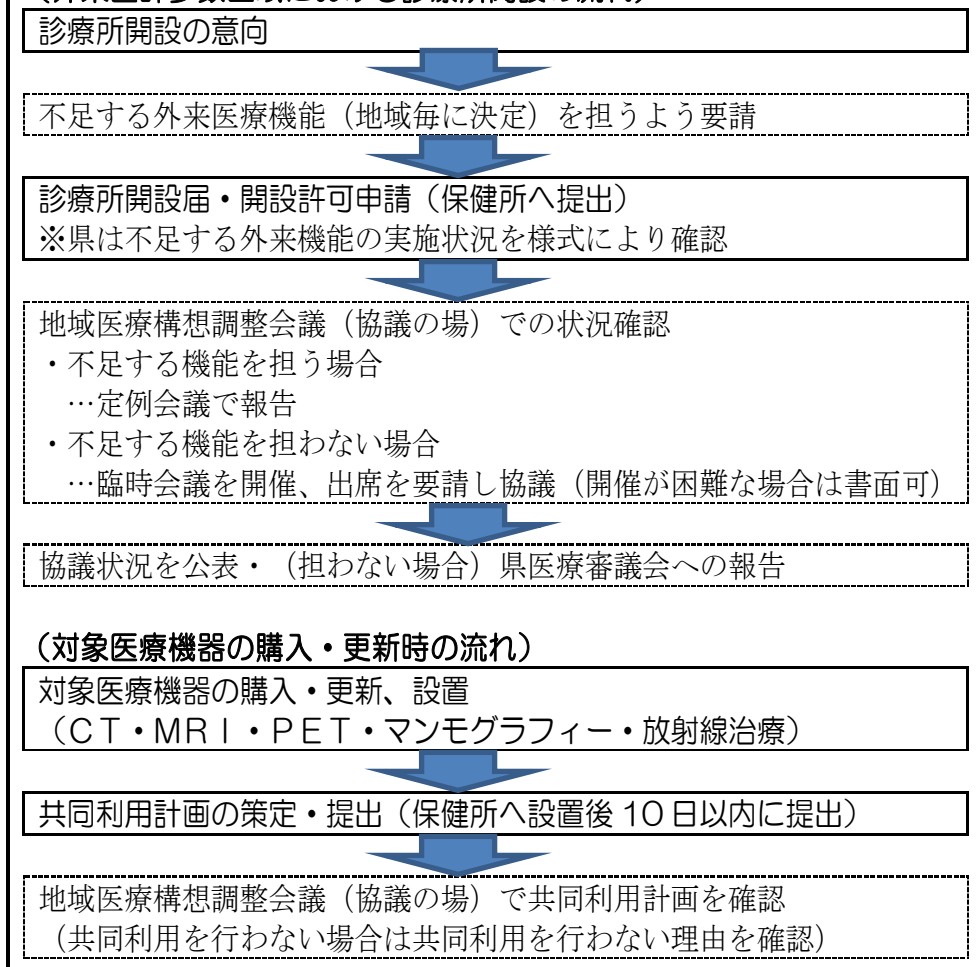 診療所開設の意向
不足する外来医療機能（地域毎に決定）を担うよう要請
診療所開設届・開設許可申請（保健所へ提出）
※県は不足する外来機能の実施状況を様式により確認
地域医療構想調整会議（協議の場）での状況確認
・不足する機能を担う場合
…定例会議で報告
・不足する機能を担わない場合
…臨時会議を開催、出席を要請し協議（開催が困難な場合は書面可）
協議状況を公表・（担わない場合）県医療審議会への報告
（対象医療機器の購入・更新時の流れ）
対象医療機器の購入・更新、設置
（ＣＴ・ＭＲＩ・ＰＥＴ・マンモグラフィー・放射線治療）
共同利用計画の策定・提出（保健所へ設置後 10 日以内に提出）
地域医療構想調整会議（協議の場）で共同利用計画を確認
（共同利用を行わない場合は共同利用を行わない理由を確認）